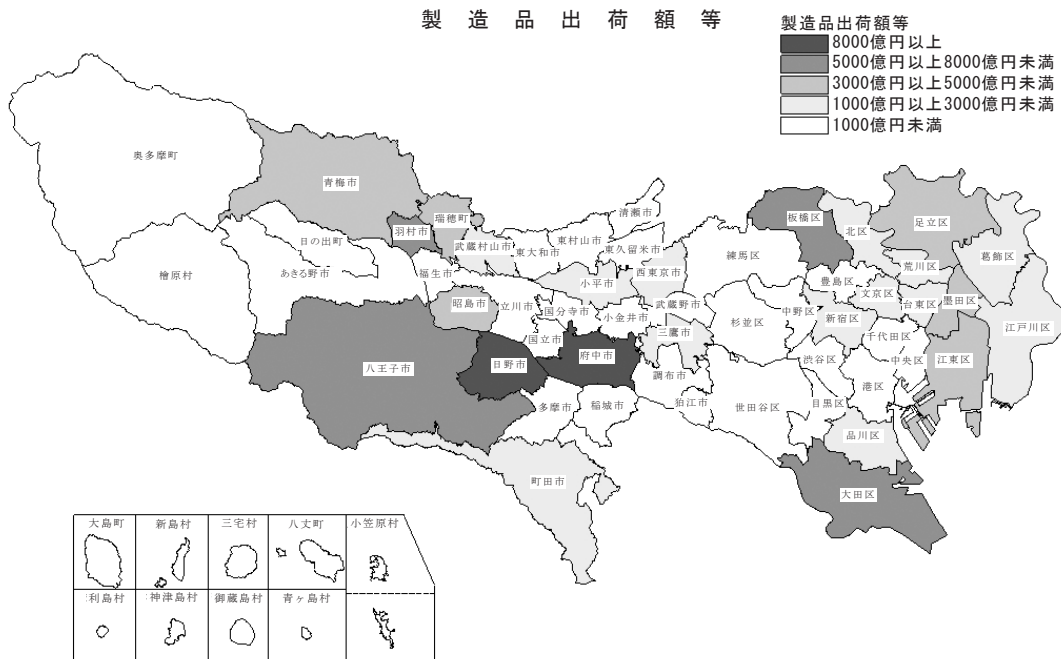 製造品出荷額等
製造品出荷額等
8000億円以上
5000億円以上8000億円未満
3000億円以上5000億円未満
1000億円以上3000億円未満
1000億円未満
奥多摩町
青梅市
瑞穂町
羽村市
武蔵村山市
東大和市
東村山市
清瀬市
東久留米市
西東京市
小平市
日の出町
あきる野市
檜原村
福生市
昭島市
立川市
国分寺市
小金井市
武蔵野市
三鷹市
国立市
府中市
日野市
八王子市
多摩市
稲城市
調布市
狛江市
町田市
練馬区
板橋区
北区
足立区
葛飾区
荒川区
豊島区
文京区
台東区
墨田区
江戸川区
杉並区
中野区
新宿区
千代田区
中央区
江東区
渋谷区
港区
世田谷区
目黒区
品川区
大田区
大島町
新島村
三宅村
八丈町
小笠原村
利島村
神津島村
御蔵島村
青ヶ島村